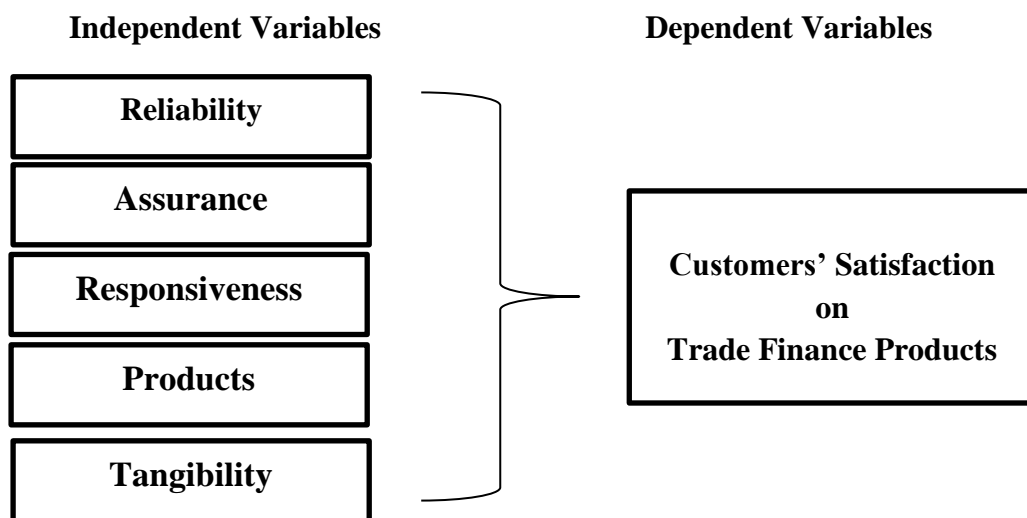 Independent Variables
Dependent Variables
Reliability
Assurance
Responsiveness
Products
Tangibility
Customers’ Satisfaction
on
Trade Finance Products